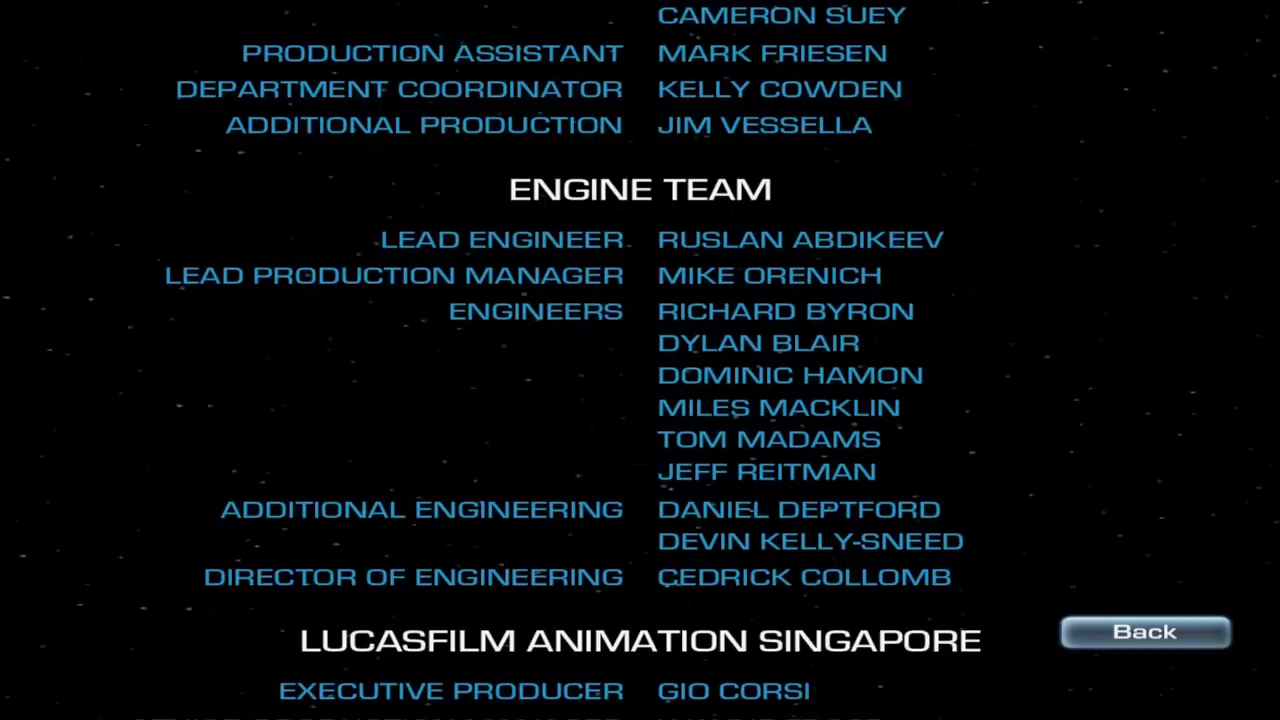 CAMERON SUEY
PRODUCTION ASSISTANT MARK FRIESEN
DEPARTMENT COORDINATOR KELLY COWDEN
ADDITIONAL PRODUCTION JIM VESSELLA
ENGINE TEAM
LEAD ENGINEER RUSLAN ABDIKEEV
LEAD PRODUCTION MANAGER MIKE ORENICH
ENGINEERS RICHARD BYRON
DYLAN BLAIR
DOMINIC HAMON
MILES MACKLIN
TOM MADAMS
JEFF REITMAN
ADDITIONAL ENGINEERING DANIEL DEPTFORD
DEVIN KELLY-SNEED
DIRECTOR OF ENGINEERING CEDRICK COLLOMB
Back
LUCASFILM ANIMATION SINGAPORE
EXECUTIVE PRODUCER GIO CORSI